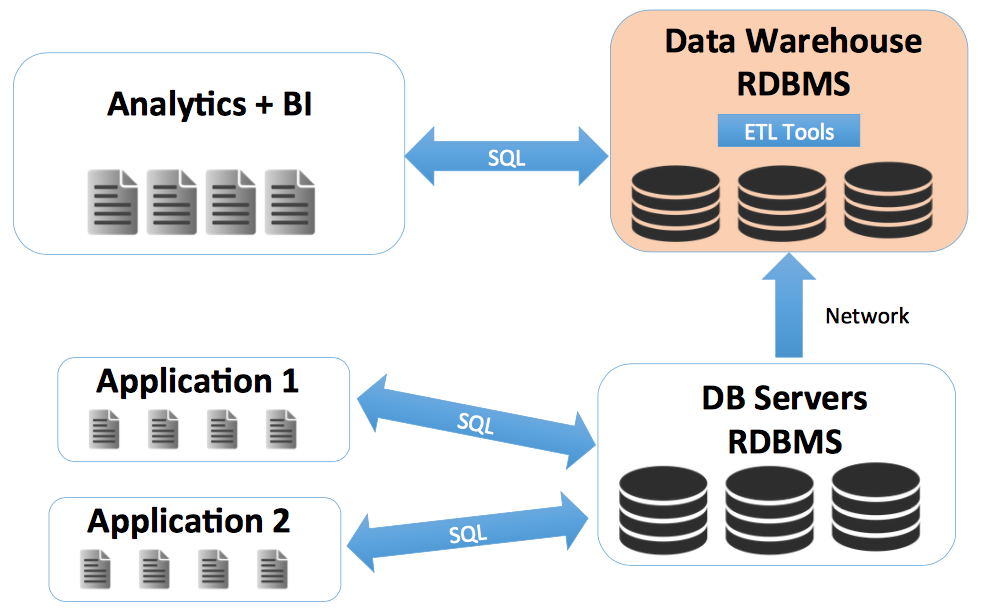 Analytics + BI
SQL
Data Warehouse
RDBMS
ETL Tools
Network
Application 1
SQL
DB Servers
RDBMS
Application 2
SQL